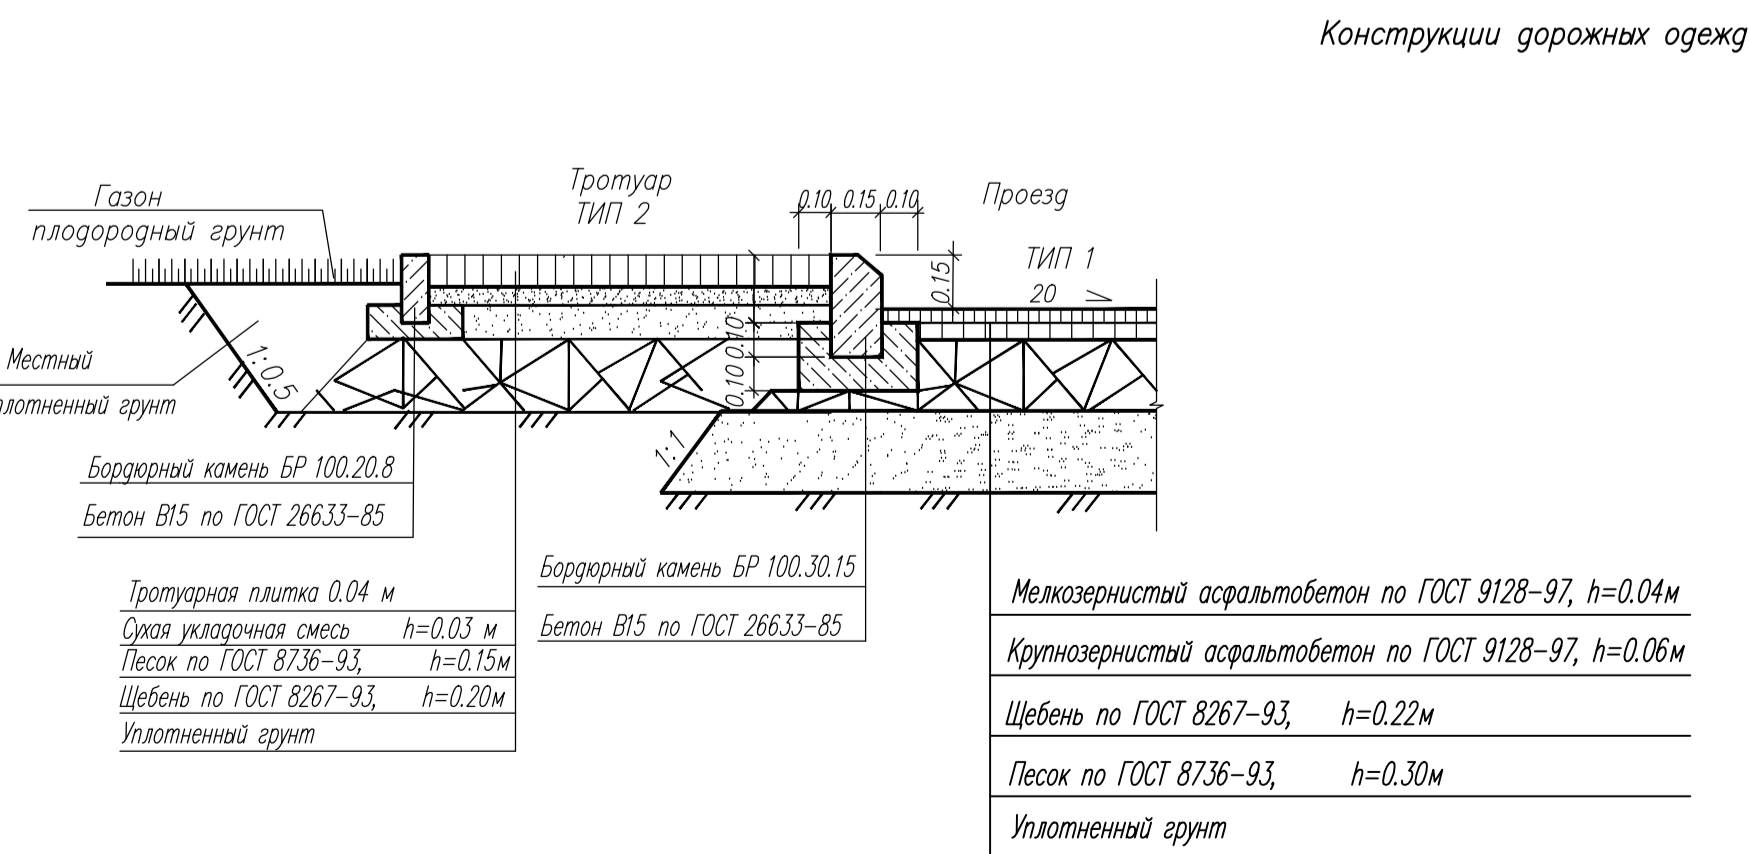 Конструкции дорожных одежд
Газон
плодородный грунт
Тротуар
ТИП 2
0.10 0.15 0.10
Проезд
ТИП 1
20
0.15
0.10
0.10
Местный
плотненный грунт
1:0.5
1:1
Бордюрный камень БР 100.20.8
Бетон В15 по ГОСТ 26633-85
Тротуарная плитка 0.04 м
Сухая укладочная смесь h=0.03 м
Песок по ГОСТ 8736-93, h=0.15м
Щебень по ГОСТ 8267-93, h=0.20м
Уплотненный грунт
Бордюрный камень БР 100.30.15
Бетон В15 по ГОСТ 26633-85
Мелкозернистый асфальтобетон по ГОСТ 9128-97, h=0.04м
Крупнозернистый асфальтобетон по ГОСТ 9128-97, h=0.06м
Щебень по ГОСТ 8267-93, h=0.22м
Песок по ГОСТ 8736-93, h=0.30м
Уплотненный грунт